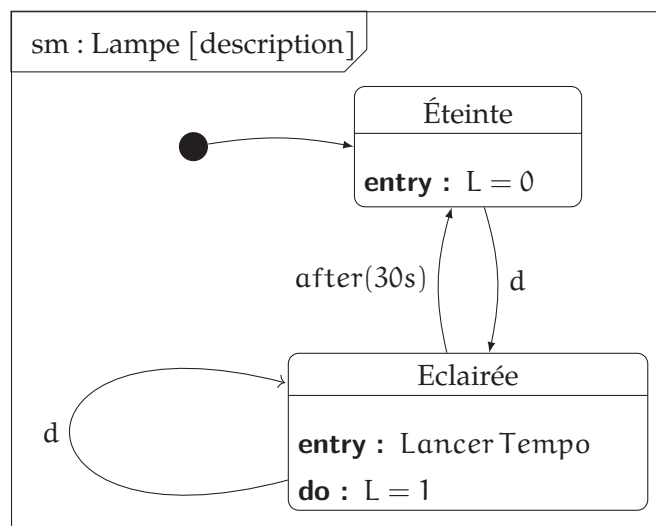 sm : Lampe [description]
Éteinte
entry : L = 0
after(30s)
d
Eclairée
d
entry : Lancer Tempo
do : L = 1